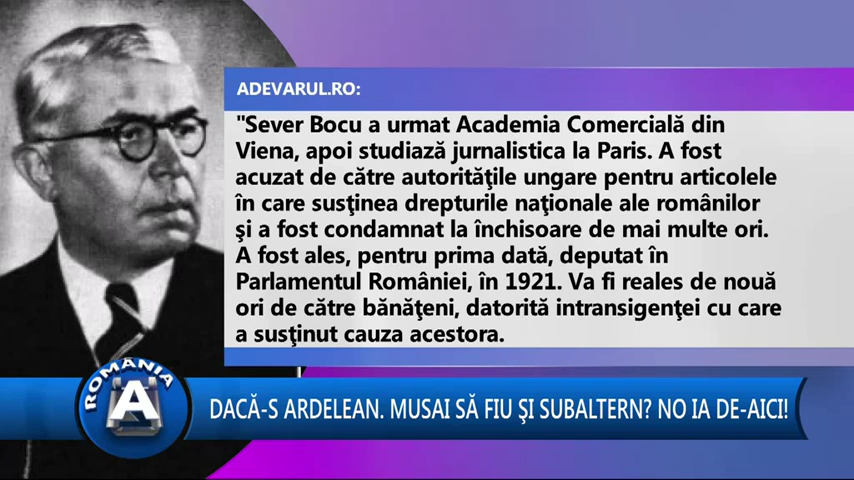 ADEVARUL.RO:
"Sever Bocu a urmat Academia Comercială din
Viena, apoi studiază jurnalistica la Paris. A fost
acuzat de către autorităţile ungare pentru articolele
în care susţinea drepturile naţionale ale românilor
şi a fost condamnat la închisoare de mai multe ori.
A fost ales, pentru prima dată, deputat în
Parlamentul României, în 1921. Va fi reales de nouă
ori de către bănăţeni, datorită intransigenţei cu care
a susţinut cauza acestora.
ROMANIA
A
DACĂ-S ARDELEAN. MUSAI SĂ FIU ŞI SUBALTERN? NO IA DE-AICI!